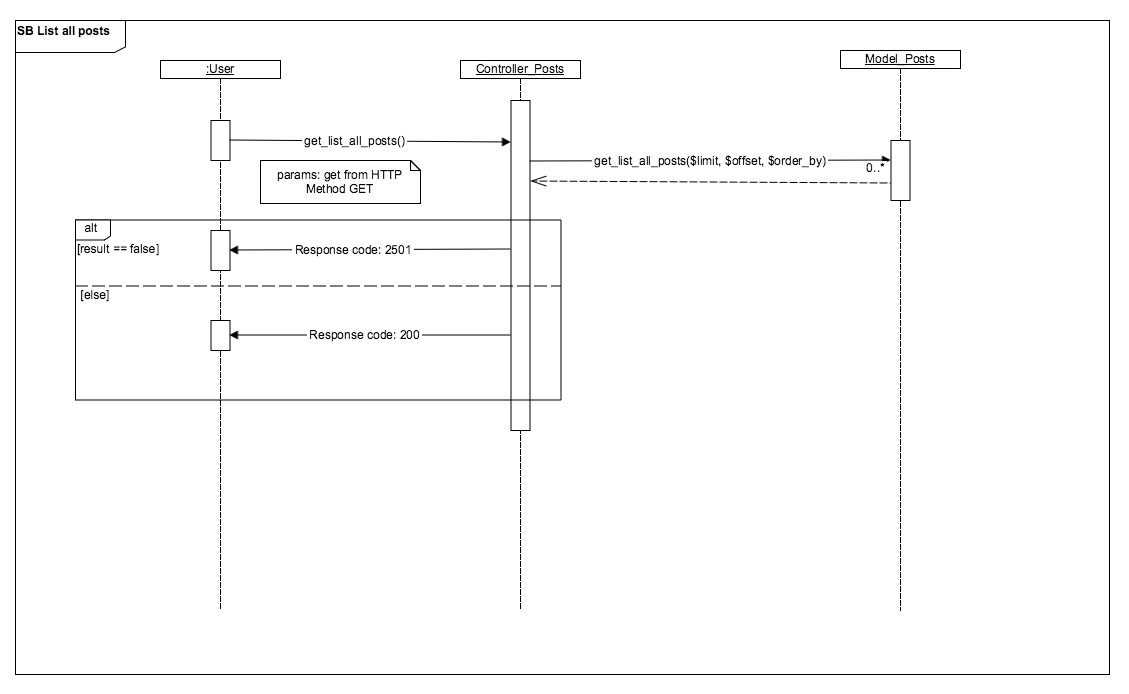 SB List all posts
:User
Controller_Posts
Model_Posts
get_list_all_posts()
get_list_all_posts($limit, $offset, $order_by)
0..*
params: get from HTTP
Method GET
alt
[result == false]
Response code: 2501
[else]
Response code: 200